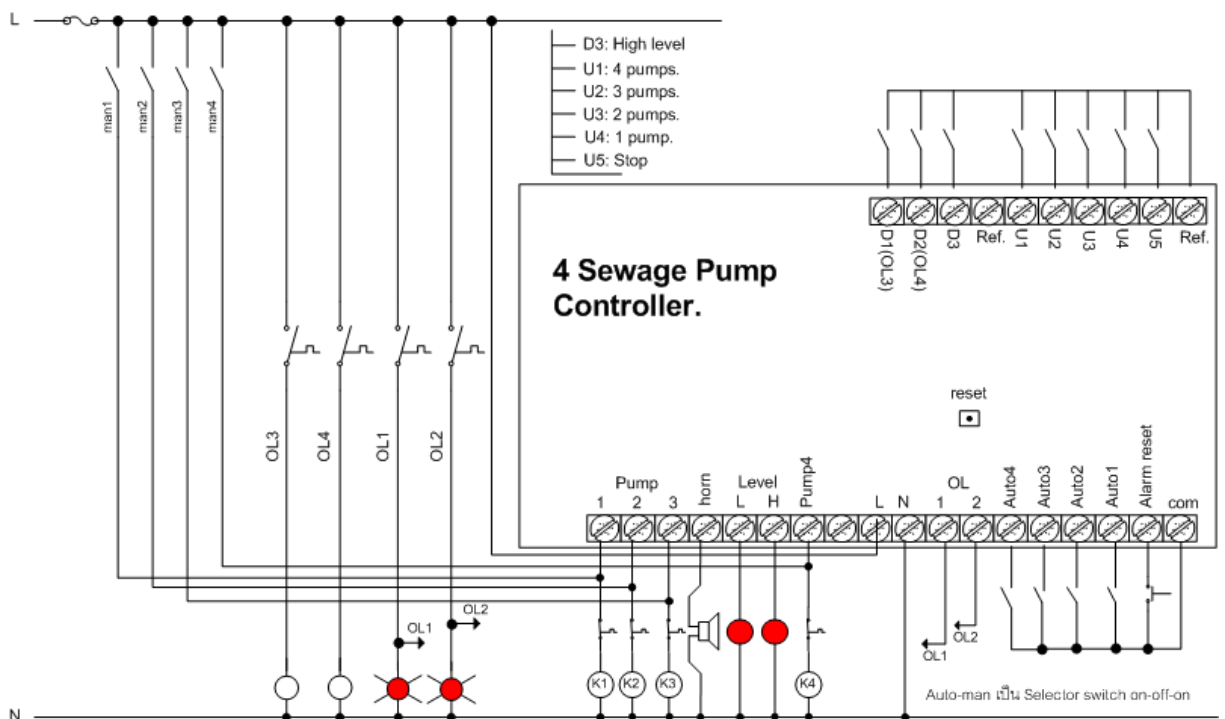 L
man1
man2
man3
man4
D3: High level
U1: 4 pumps.
U2: 3 pumps.
U3: 2 pumps.
U4: 1 pump.
U5: Stop
D1(OL3)
D2(OL4)
D3
Ref.
U1
U2
U3
U4
U5
Ref.
4 Sewage Pump
Controller.
reset
OL3
OL4
OL1
OL2
Pump
1
2
3
horn
Level
L
H
Pump4
L
N
OL
1
2
Auto4
Auto3
Auto2
Auto1
Alarm reset
com
OL1
OL2
OL1
OL2
K1
K2
K3
K4
Auto-man เป็น Selector switch on-off-on
N